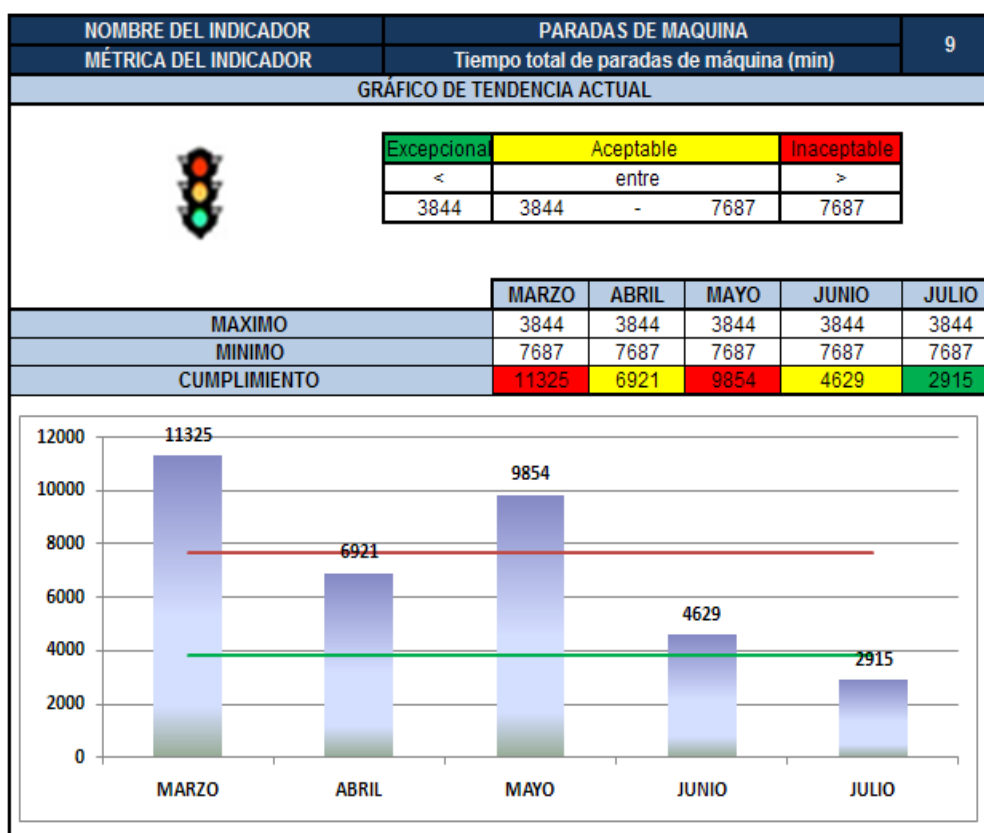 NOMBRE DEL INDICADOR PARADAS DE MAQUINA 9
MÉTRICA DEL INDICADOR Tiempo total de paradas de máquina (min)
GRÁFICO DE TENDENCIA ACTUAL
Excepcional Aceptable Inaceptable
< entre >
3844 3844 - 7687 7687
MARZO ABRIL MAYO JUNIO JULIO
MAXIMO 3844 3844 3844 3844 3844
MINIMO 7687 7687 7687 7687 7687
CUMPLIMIENTO 11325 6921 9854 4629 2915
12000
10000
8000
6000
4000
2000
0
11325
6921
9854
4629
2915
MARZO ABRIL MAYO JUNIO JULIO